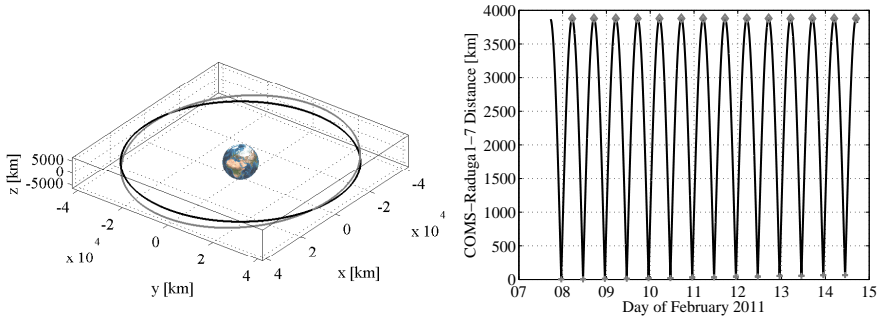 z [km]
5000
0
-5000
-4
-2
0
2
4
x 10 4
y [km]
4
2
0
-2
-4
x 10 4
x [km]
COMS−Raduga1−7 Distance [km]
4000
3500
3000
2500
2000
1500
1000
500
0
07 08 09 10 11 12 13 14 15
Day of February 2011